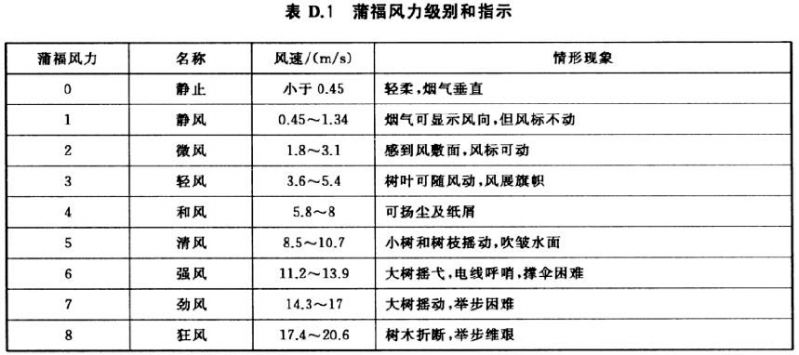 表 D.1 蒲福风力级别和指示
蒲福风力 名称 风速/(m/s) 情形现象
0 静止 小于 0.45 轻柔,烟气垂直
1 静风 0.45～1.34 烟气可显示风向,但风标不动
2 微风 1.8～3.1 感到风敷面,风标可动
3 轻风 3.6～5.4 树叶可随风动,风展旗帜
4 和风 5.8～8 可扬尘及纸屑
5 清风 8.5～10.7 小树和树枝摇动,吹皱水面
6 强风 11.2～13.9 大树摇弋,电线呼哨,撑伞困难
7 劲风 14.3～17 大树摇动,举步困难
8 狂风 17.4～20.6 树木折断,举步维艰